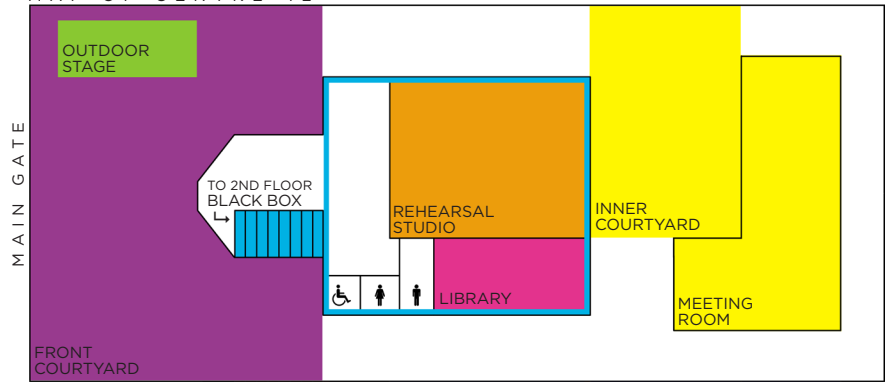 OUTDOOR
STAGE
MAIN GATE
TO 2ND FLOOR
BLACK BOX
REHEARSAL
STUDIO
INNER
COURTYARD
LIBRARY
MEETING
ROOM
FRONT
COURTYARD